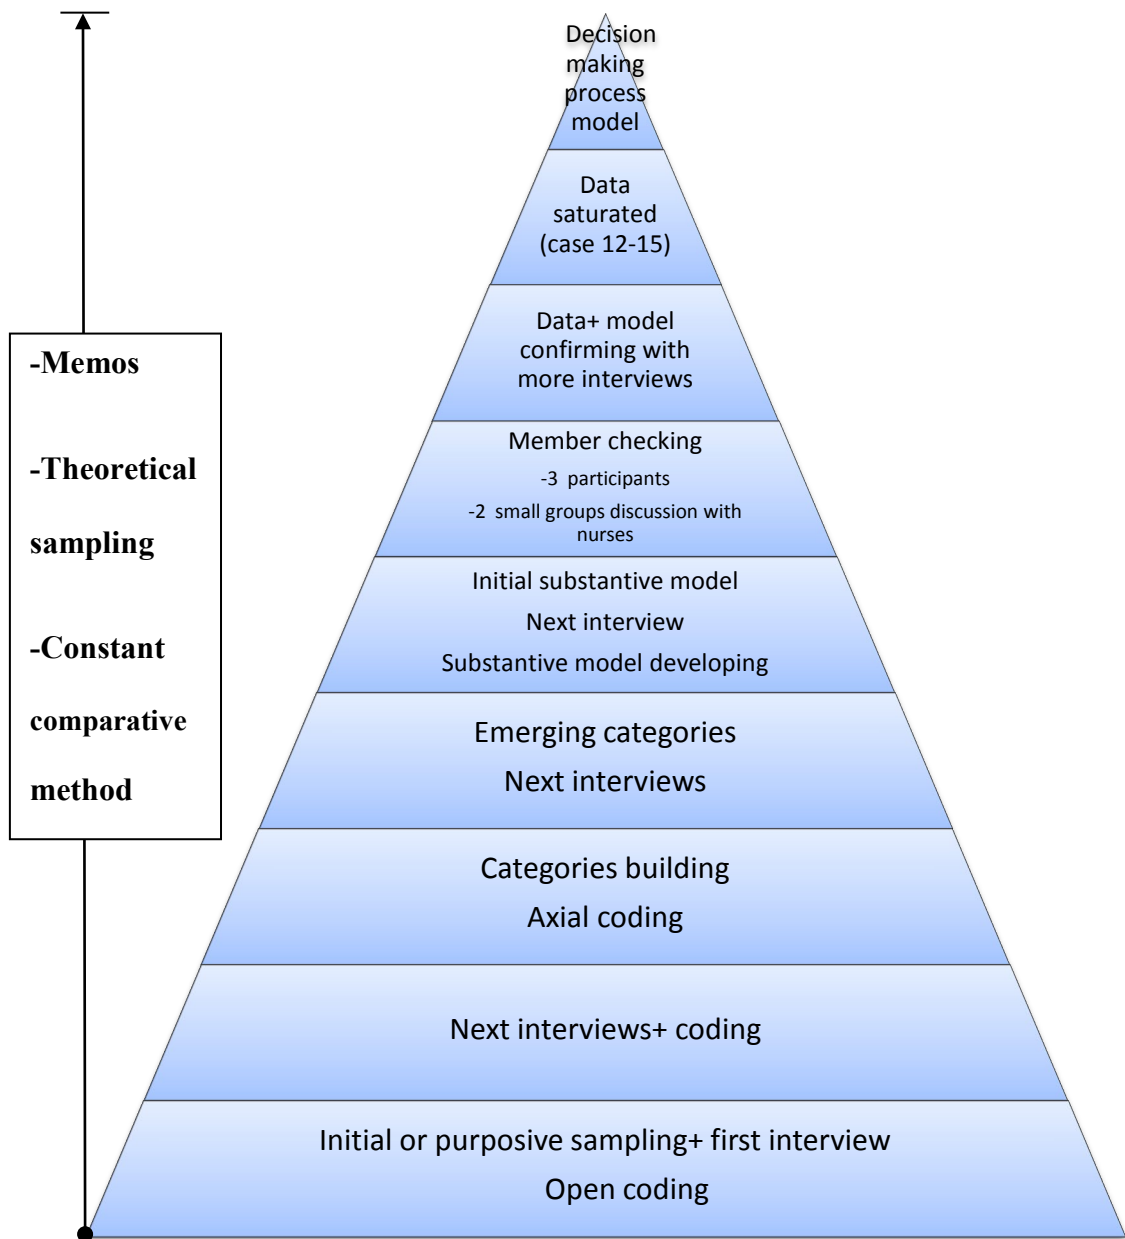 Decision
making
process
model
Data
saturated
(case 12-15)
Data+ model
confirming with
more interviews
Member checking
-3 participants
-2 small groups discussion with
nurses
Initial substantive model
Next interview
Substantive model developing
Emerging categories
Next interviews
Categories building
Axial coding
Next interviews+ coding
Initial or purposive sampling+ first interview
Open coding
-Memos
-Theoretical
sampling
-Constant
comparative
method